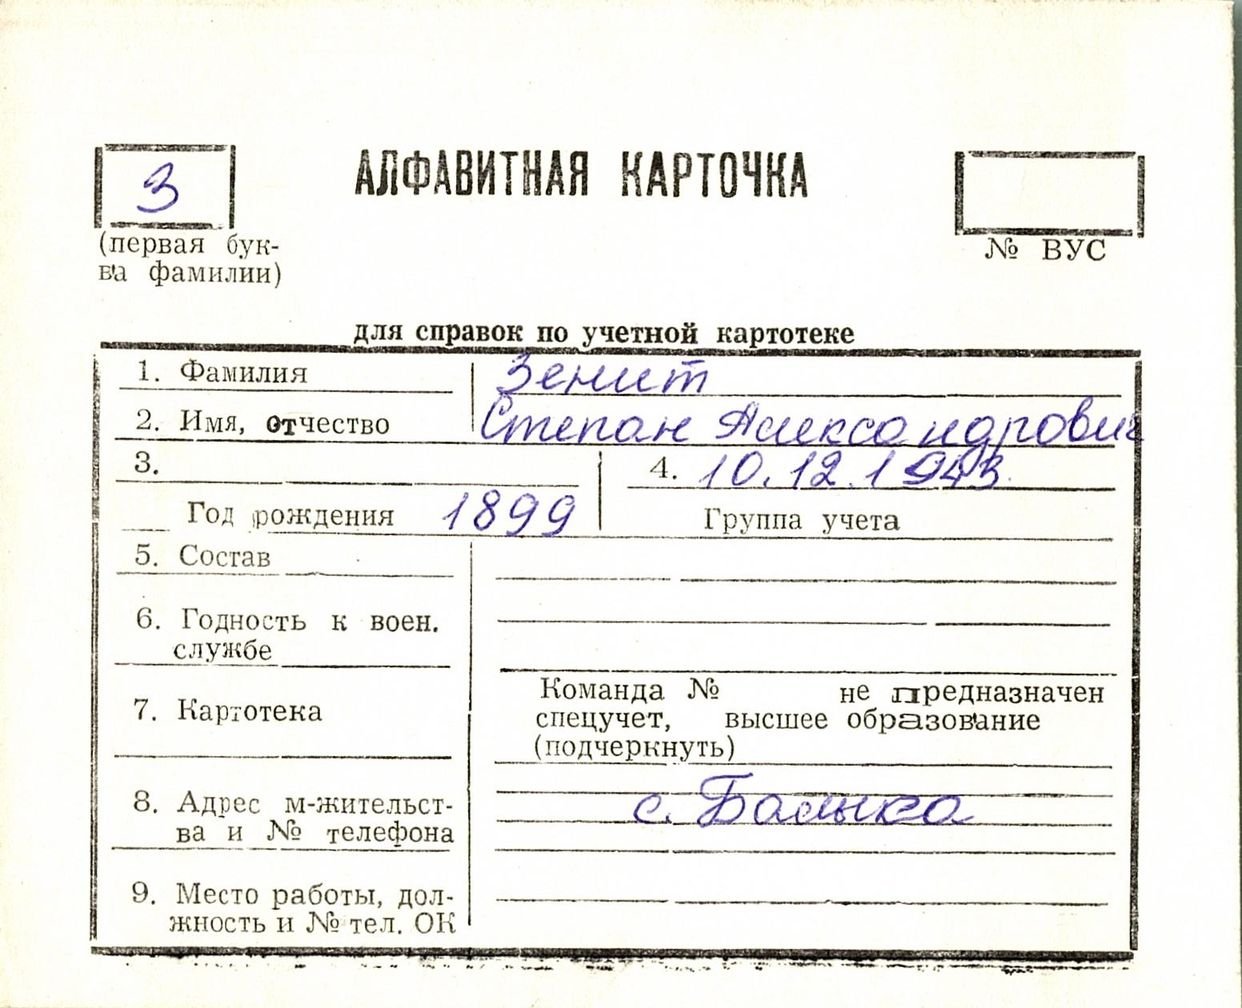 З
АЛФАВИТНАЯ КАРТОЧКА
(первая бук-
ва фамилии)
№ ВУС
для справок по учетной картотеке
1. Фамилия Зенит
2. Имя, отчество Степан Александрович
3. 4. 10.12.1943
Год рождения 1899 Группа учета
5. Состав
6. Годность к воен.
службе
7. Картотека
Команда № не предназначен
спецучет, высшее образование
(подчеркнуть)
8. Адрес м-жительст-
ва и № телефона
с. Балыка
9. Место работы, дол-
жность и № тел. ОК